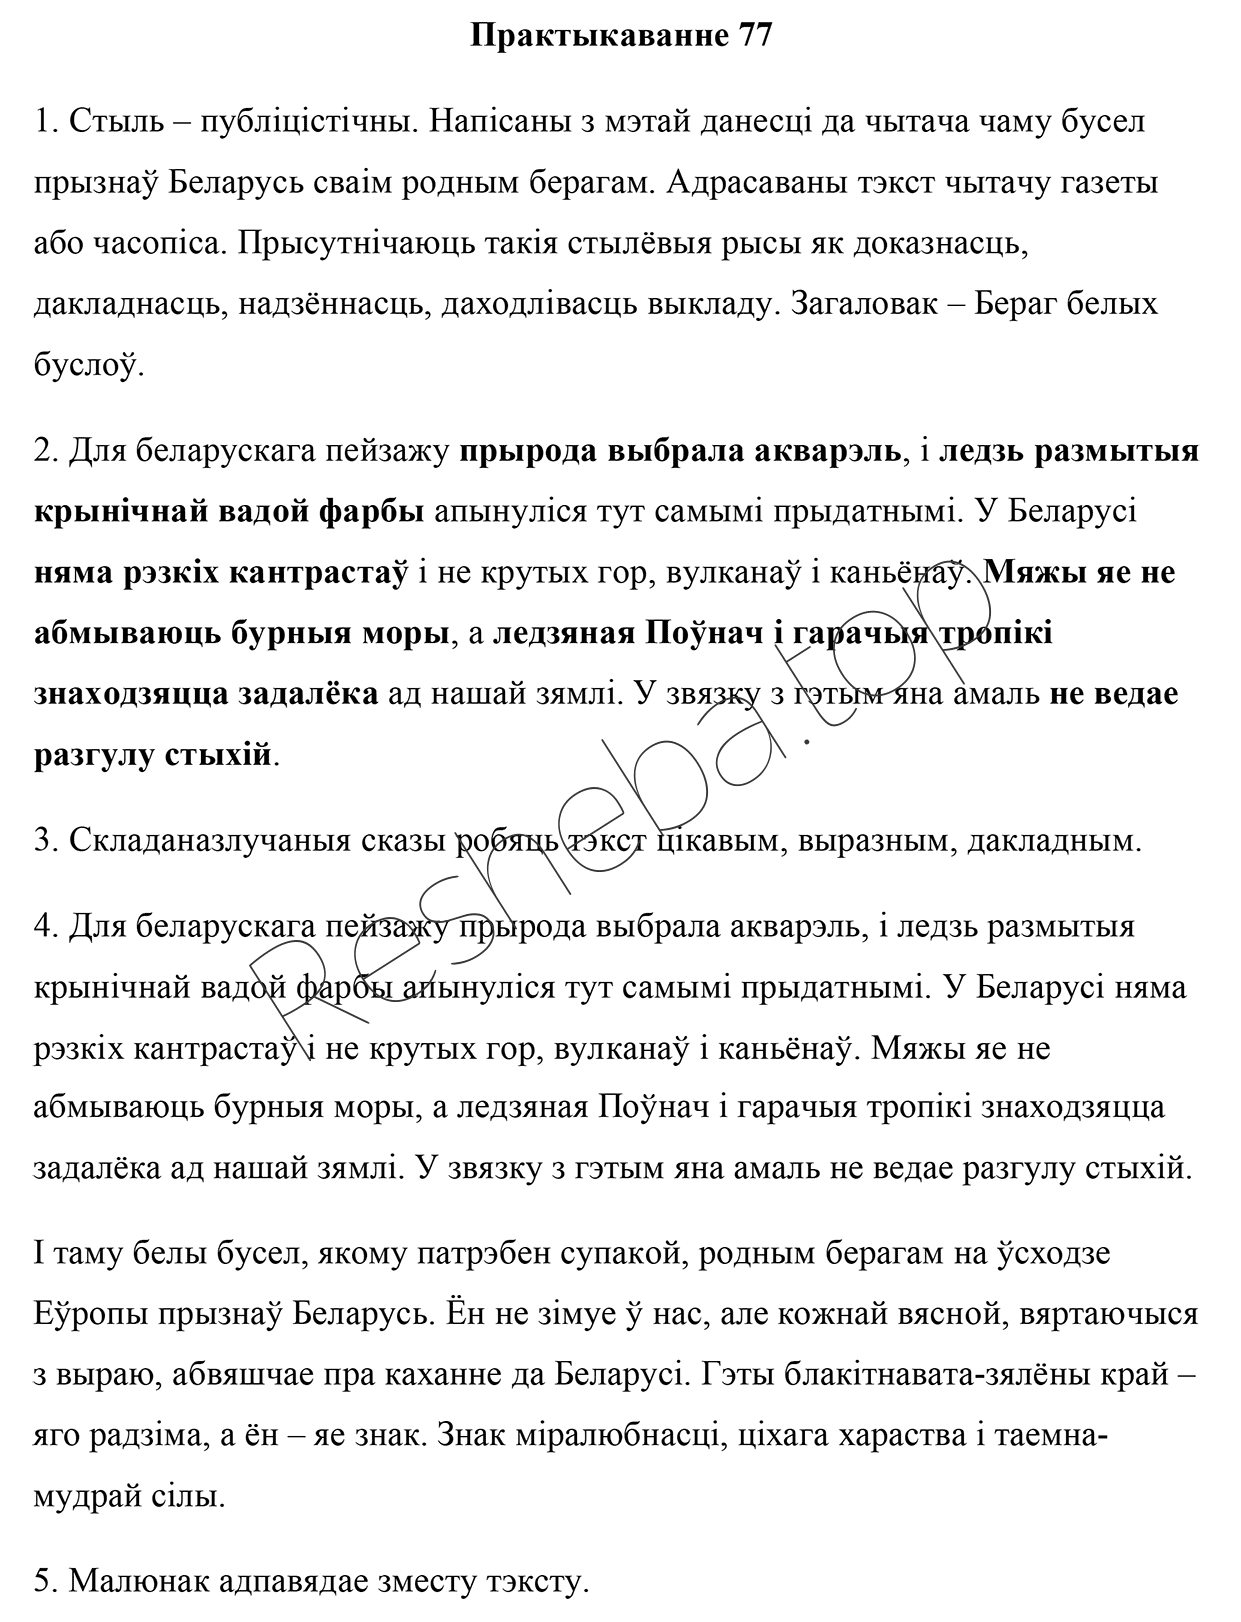 Практыкаванне 77
1. Стыль – публіцістічны. Напісаны з мэтай данесці да чытача чаму бусел
прызнаў Беларусь сваім родным берагам. Адрасаваны тэкст чытачу газеты
або часопіса. Прысутнічаюць такія стылёвыя рысы як доказнасць,
дакладнасць, надзённасць, даходлівасць выкладу. Загаловак – Бераг белых
буслоў.
2. Для беларускага пейзажу прырода выбрала акварэль, і ледзь размытыя
крынічнай вадой фарбы апынуліся тут самымі прыдатнымі. У Беларусі
няма рэзкіх кантрастаў і не крутых гор, вулканаў і каньёнаў. Мяжы яе не
абмываюць бурныя моры, а ледзяная Поўнач і гарачыя тропікі
знаходзяцца задалёка ад нашай зямлі. У звязку з гэтым яна амаль не ведае
разгулу стыхій.
3. Складаназлучаныя сказы робяць тэкст цікавым, выразным, дакладным.
4. Для беларускага пейзажу прырода выбрала акварэль, і ледзь размытыя
крынічнай вадой фарбы апынуліся тут самымі прыдатнымі. У Беларусі няма
рэзкіх кантрастаў і не крутых гор, вулканаў і каньёнаў. Мяжы яе не
абмываюць бурныя моры, а ледзяная Поўнач і гарачыя тропікі знаходзяцца
задалёка ад нашай зямлі. У звязку з гэтым яна амаль не ведае разгулу стыхій.
І таму белы бусел, якому патрэбен супакой, родным берагам на ўсходзе
Еўропы прызнаў Беларусь. Ён не зімуе ў нас, але кожнай вясной, вяртаючыся
з выраю, абвяшчае пра каханне да Беларусі. Гэты блакітнавата-зялёны край –
яго радзіма, а ён – яе знак. Знак міралюбнасці, ціхага хараства і таемна-
мудрай сілы.
5. Малюнак адпавядае зместу тэксту.
Resheba.top